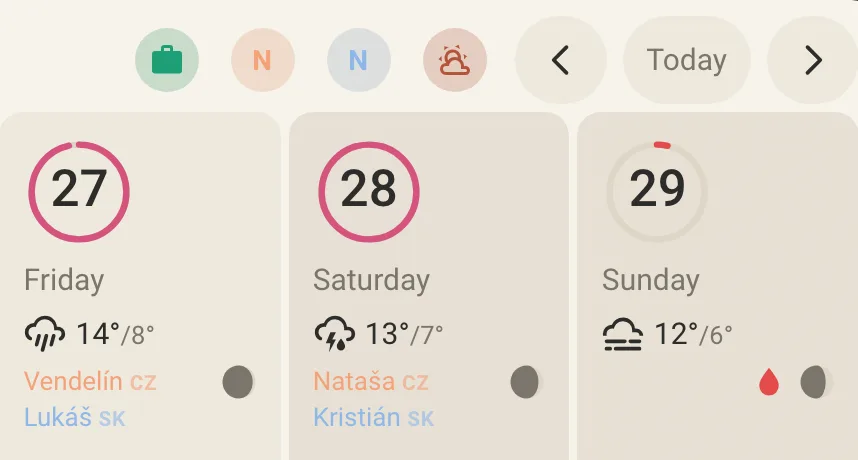 N
N
Today
27
28
29
Friday
Saturday
Sunday
14°/8°
13°/7°
12°/6°
Vendelín CZ
Nataša CZ
Lukáš SK
Kristián SK